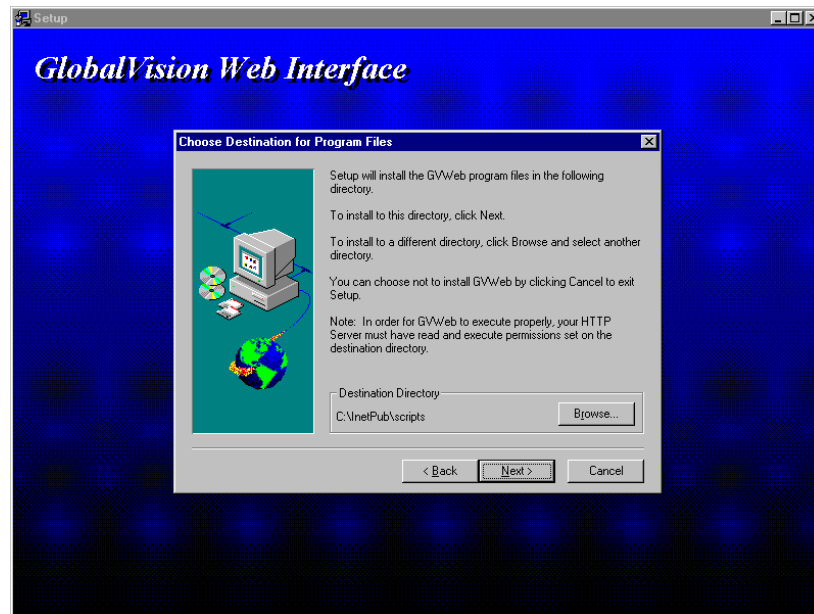 Setup
GlobalVision Web Interface
Choose Destination for Program Files
Setup will install the GVWeb program files in the following
directory.
To install to this directory, click Next.
To install to a different directory, click Browse and select another
directory.
You can choose not to install GVWeb by clicking Cancel to exit
Setup.
Note: In order for GVWeb to execute properly, your HTTP
Server must have read and execute permissions set on the
destination directory.
Destination Directory
C:\InetPub\scripts
Browse...
< Back
Next >
Cancel